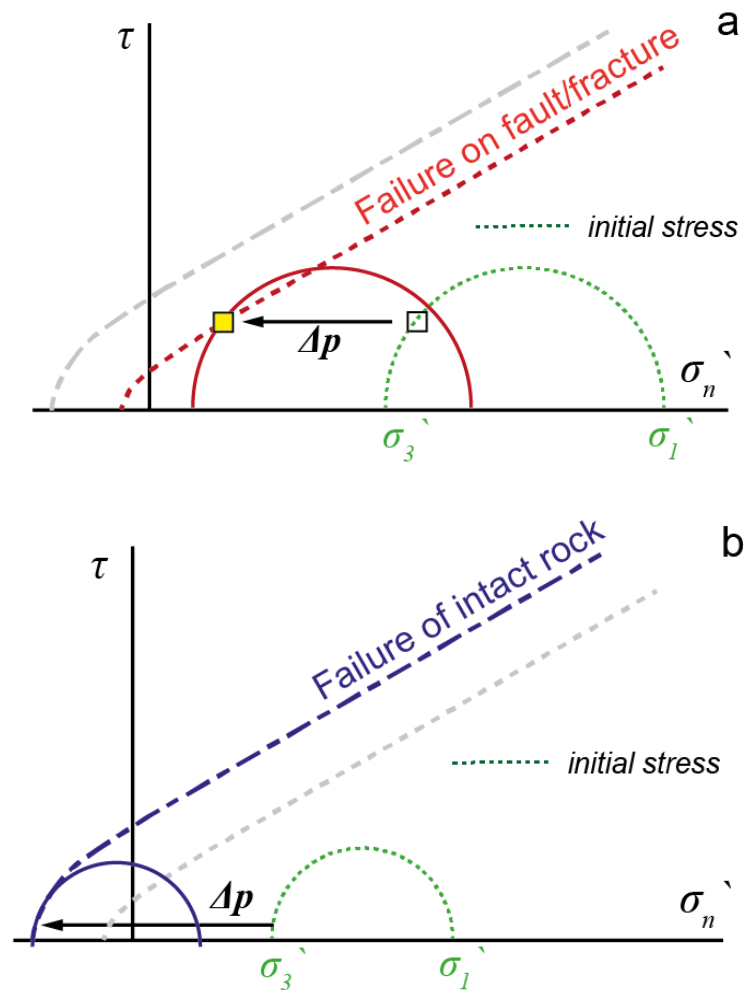 a
τ
Failure on fault/fracture
initial stress
Δp
σn`
σ3`
σ1`
b
τ
Failure of intact rock
initial stress
Δp
σn`
σ3`
σ1`